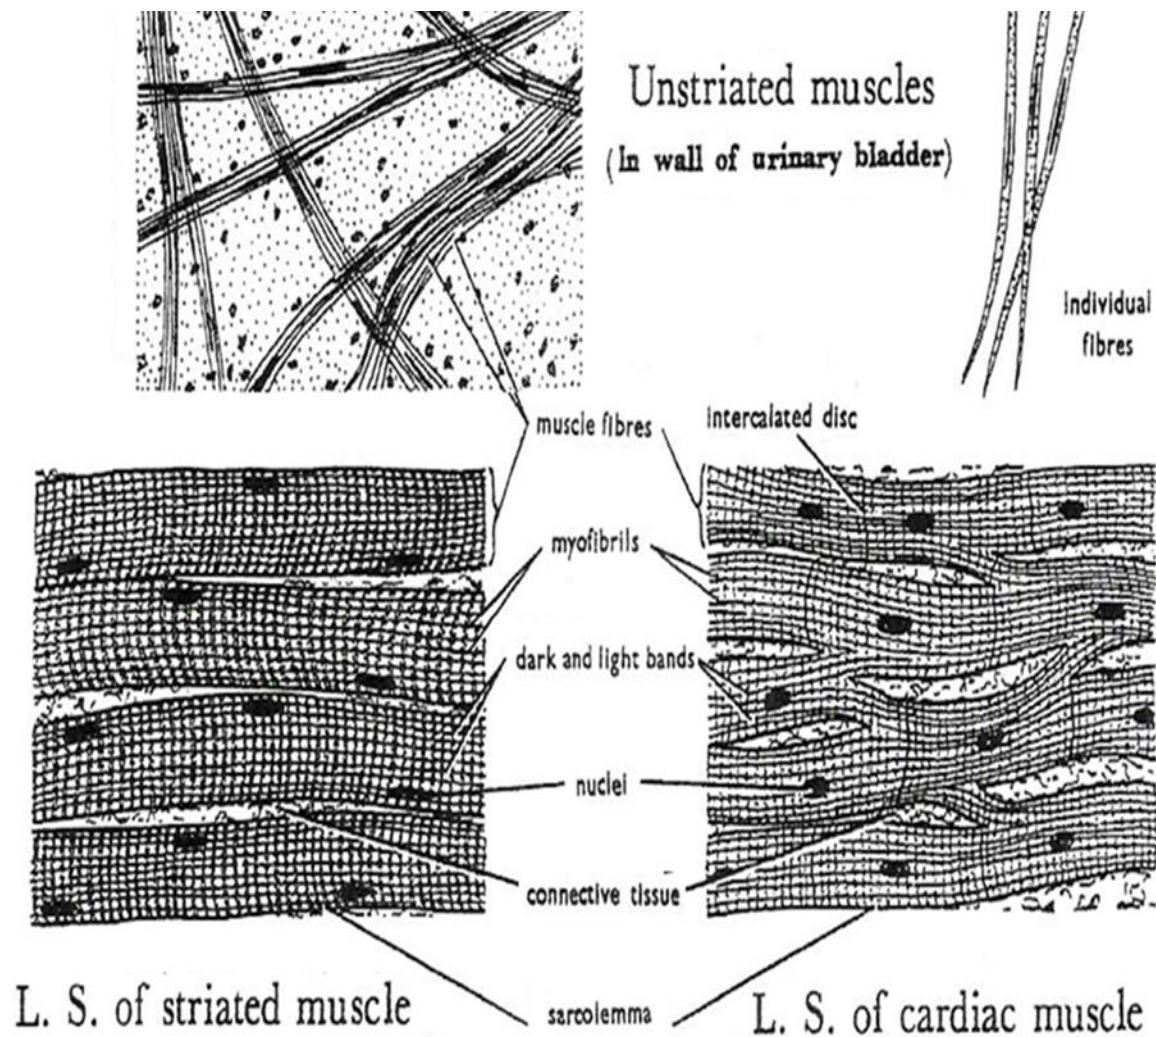 Unstriated muscles
(In wall of urinary bladder)
Individual
fibres
muscle fibres
intercalated disc
myofibrils
dark and light bands
nuclei
connective tissue
sarcolemma
L. S. of striated muscle
L. S. of cardiac muscle